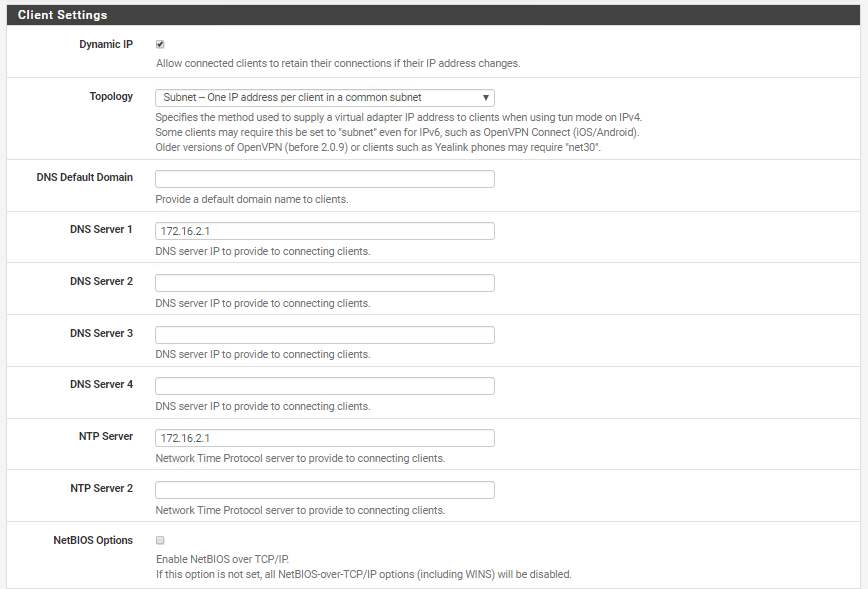 Client Settings
Dynamic IP
Allow connected clients to retain their connections if their IP address changes.
Topology
Subnet -- One IP address per client in a common subnet
Specifies the method used to supply a virtual adapter IP address to clients when using tun mode on IPv4.
Some clients may require this be set to "subnet" even for IPv6, such as OpenVPN Connect (iOS/Android).
Older versions of OpenVPN (before 2.0.9) or clients such as Yealink phones may require "net30".
DNS Default Domain
Provide a default domain name to clients.
DNS Server 1
172.16.2.1
DNS server IP to provide to connecting clients.
DNS Server 2
DNS server IP to provide to connecting clients.
DNS Server 3
DNS server IP to provide to connecting clients.
DNS Server 4
DNS server IP to provide to connecting clients.
NTP Server
172.16.2.1
Network Time Protocol server to provide to connecting clients.
NTP Server 2
Network Time Protocol server to provide to connecting clients.
NetBIOS Options
Enable NetBIOS over TCP/IP.
If this option is not set, all NetBIOS-over-TCP/IP options (including WINS) will be disabled.